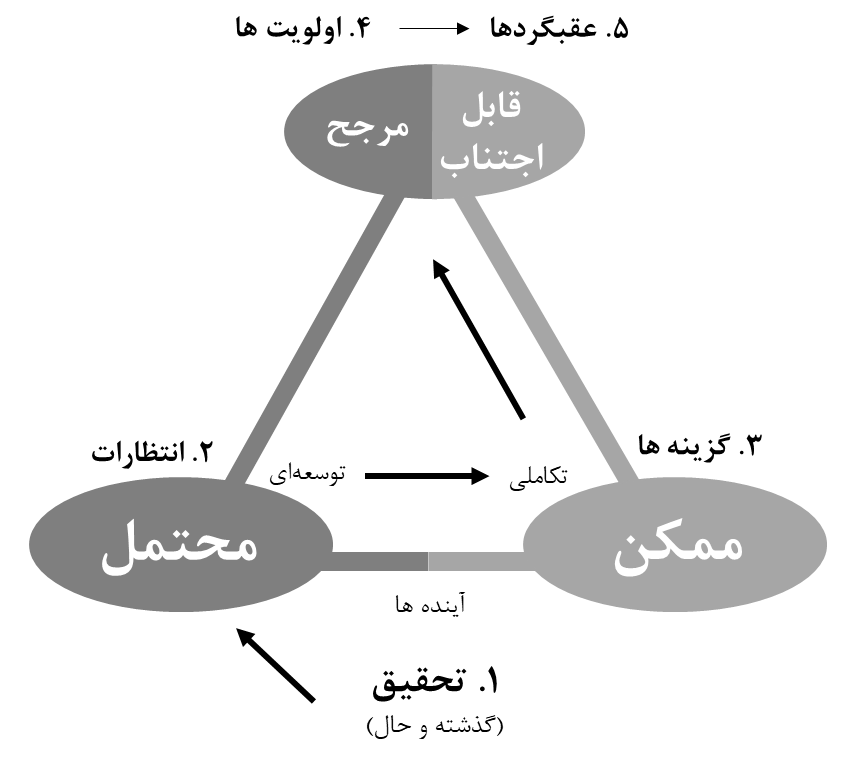 ۵. عقبگردها
۴. اولویت ها
قابل
اجتناب
مرجح
۳. گزینه ها
۲. انتظارات
تکاملی
توسعه‌ای
ممکن
محتمل
آینده ها
۱. تحقیق
(گذشته و حال)